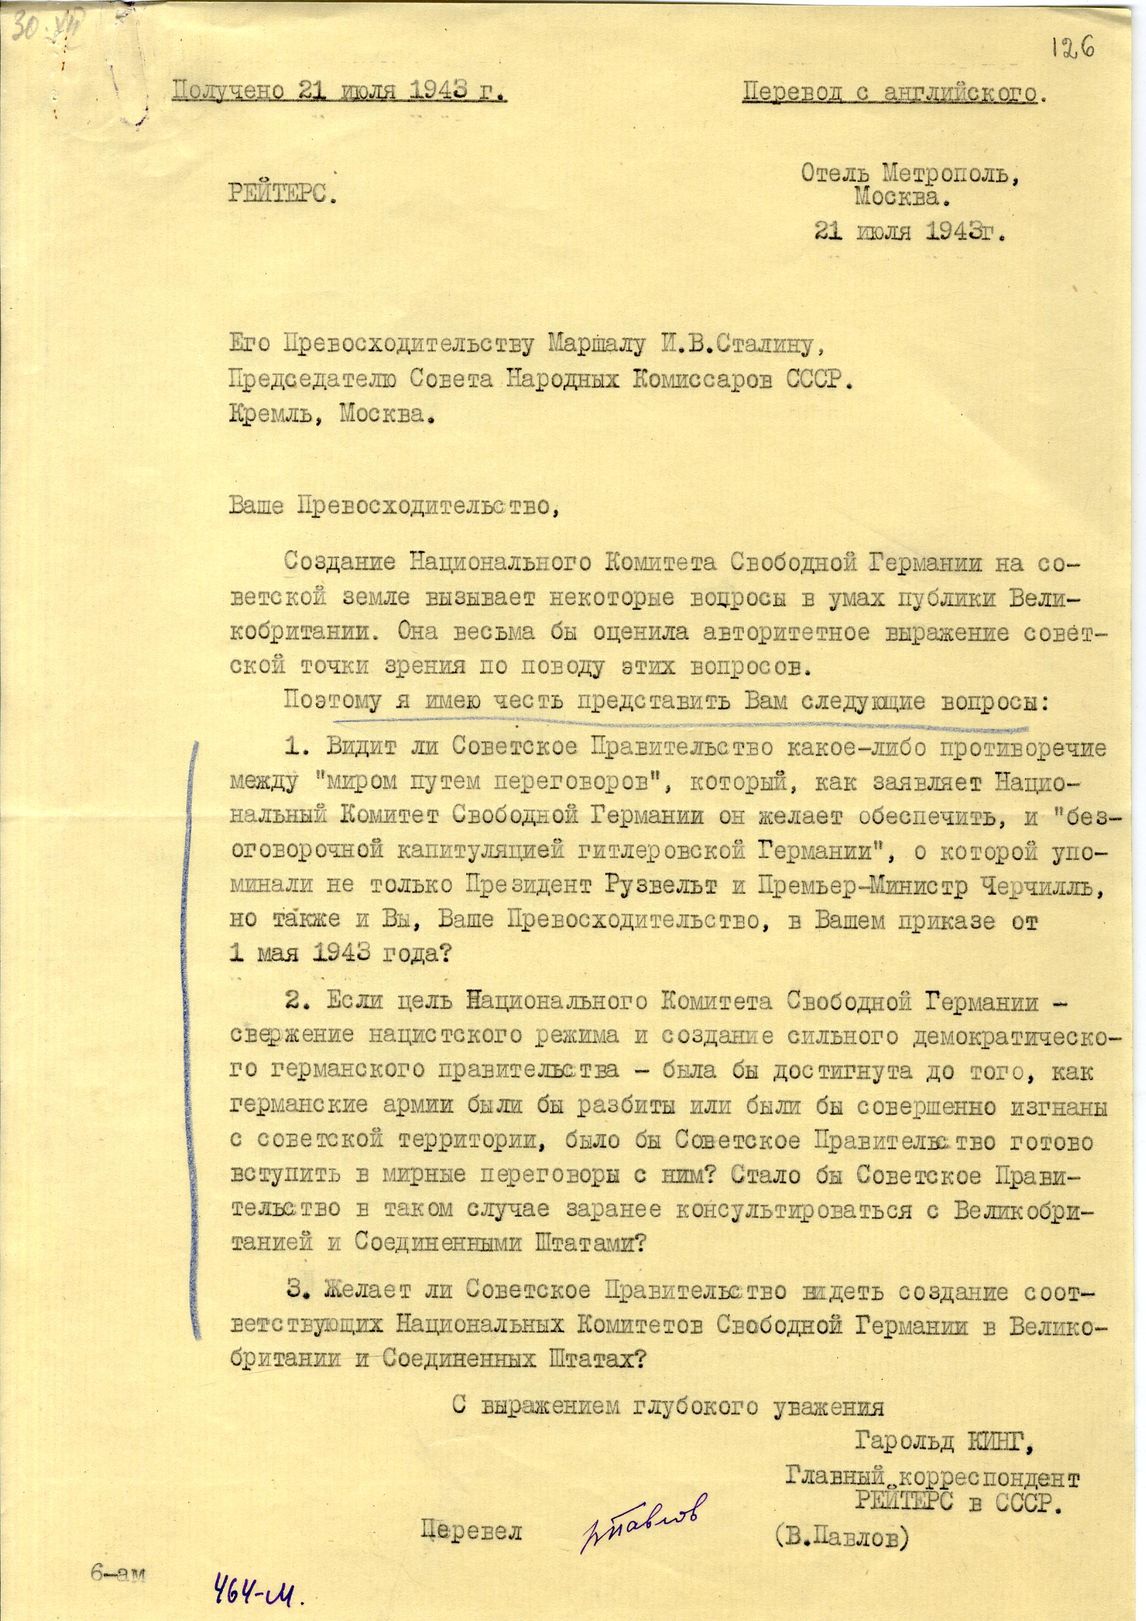 30.VII
126
Получено 21 июля 1943 г.
Перевод с английского.
РЕЙТЕРС.
Отель Метрополь,
Москва.
21 июля 1943г.
Его Превосходительству Маршалу И.В.Сталину,
Председателю Совета Народных Комиссаров СССР.
Кремль, Москва.
Ваше Превосходительство,
Создание Национального Комитета Свободной Германии на со-
ветской земле вызывает некоторые вопросы в умах публики Вели-
кобритании. Она весьма бы оценила авторитетное выражение совет-
ской точки зрения по поводу этих вопросов.
Поэтому я имею честь представить Вам следующие вопросы:
1. Видит ли Советское Правительство какое-либо противоречие
между "миром путем переговоров", который, как заявляет Нацио-
нальный Комитет Свободной Германии он желает обеспечить, и "без-
оговорочной капитуляцией гитлеровской Германии", о которой упо-
минали не только Президент Рузвельт и Премьер-Министр Черчилль,
но также и Вы, Ваше Превосходительство, в Вашем приказе от
1 мая 1943 года?
2. Если цель Национального Комитета Свободной Германии -
свержение нацистского режима и создание сильного демократическо-
го германского правительства - была бы достигнута до того, как
германские армии были бы разбиты или были бы совершенно изгнаны
с советской территории, было бы Советское Правительство готово
вступить в мирные переговоры с ним? Стало бы Советское Прави-
тельство в таком случае заранее консультироваться с Великобри-
танией и Соединенными Штатами?
3. Желает ли Советское Правительство видеть создание соот-
ветствующих Национальных Комитетов Свободной Германии в Велико-
британии и Соединенных Штатах?
С выражением глубокого уважения
Гарольд КИНГ,
Главный корреспондент
РЕЙТЕРС в СССР.
Перевел вПавлов (В.Павлов)
6-ам
464-м.